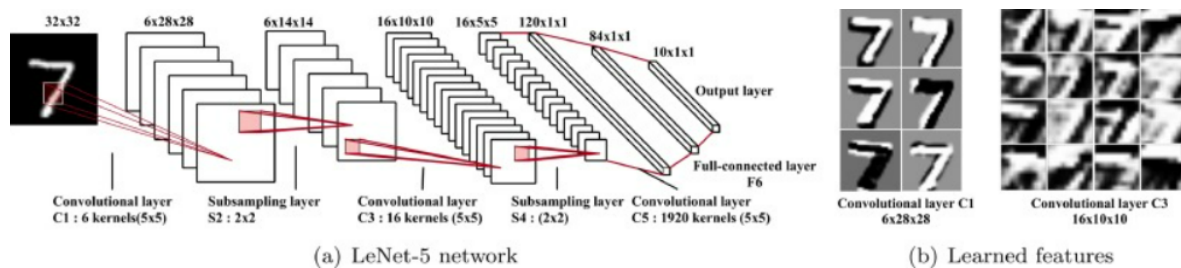 32x32
6x28x28
6x14x14
16x10x10
16x5x5
120x1x1
84x1x1
10x1x1
Output layer
Full-connected layer
F6
Convolutional layer
C1 : 6 kernels(5x5)
Subsampling layer
S2 : 2x2
Convolutional layer
C3 : 16 kernels (5x5)
Subsampling layer
S4 : (2x2)
Convolutional layer
C5 : 1920 kernels (5x5)
(a) LeNet-5 network
Convolutional layer C1
6x28x28
Convolutional layer C3
16x10x10
(b) Learned features